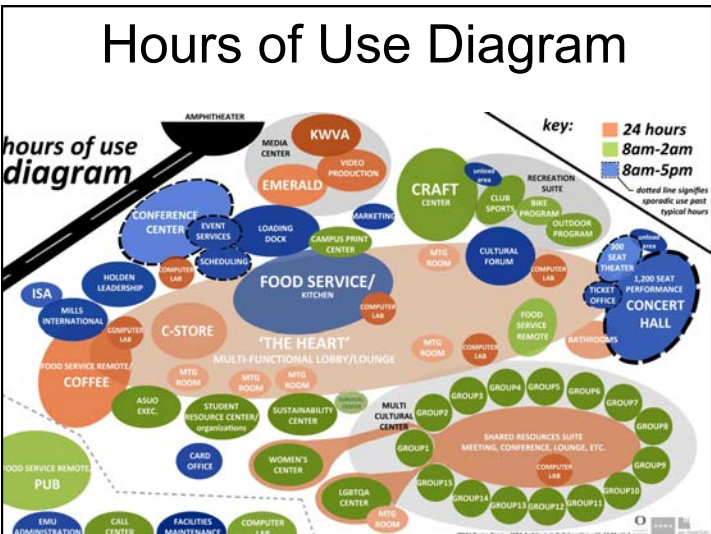 Hours of Use Diagram
hours of use
diagram
AMPHITHEATER
MEDIA
CENTER
KWVA
VIDEO
PRODUCTION
EMERALD
key:
24 hours
8am-2am
8am-5pm
dotted line signifies
sporadic use past
typical hours
CRAFT
CENTER
unload
area
RECREATION
SUITE
CLUB
SPORTS
BIKE
PROGRAM
OUTDOOR
PROGRAM
CONFERENCE
CENTER
EVENT
SERVICES
SCHEDULING
LOADING
DOCK
MARKETING
CAMPUS PRINT
CENTER
MTG
ROOM
CULTURAL
FORUM
COMPUTER
LAB
300
SEAT
THEATER
unload
area
TICKET
OFFICE
1,200 SEAT
PERFORMANCE
CONCERT
HALL
HOLDEN
LEADERSHIP
COMPUTER
LAB
ISA
MILLS
INTERNATIONAL
COMPUTER
LAB
FOOD SERVICE/
KITCHEN
COMPUTER
LAB
C-STORE
'THE HEART'
MULTI-FUNCTIONAL LOBBY/LOUNGE
FOOD
SERVICE
REMOTE
BATHROOMS
MTG
ROOM
COMPUTER
LAB
FOOD SERVICE REMOTE/
COFFEE
MTG
ROOM
MTG
ROOM
MTG
ROOM
ASUO
EXEC.
STUDENT
RESOURCE CENTER/
organizations
SUSTAINABILITY
CENTER
SURVIVAL
CENTER
MULTI
CULTURAL
CENTER
GROUP1
GROUP2
GROUP3
GROUP4
GROUP5
GROUP6
GROUP7
GROUP8
GROUP9
GROUP10
GROUP11
GROUP12
GROUP13
GROUP14
GROUP15
SHARED RESOURCES SUITE
MEETING, CONFERENCE, LOUNGE, ETC.
COMPUTER
LAB
CARD
OFFICE
WOMEN'S
CENTER
LGBTQA
CENTER
MTG
ROOM
FOOD SERVICE REMOTE/
PUB
EMU
ADMINISTRATION
CALL
CENTER
FACILITIES
MAINTENANCE
COMPUTER
LAB
O